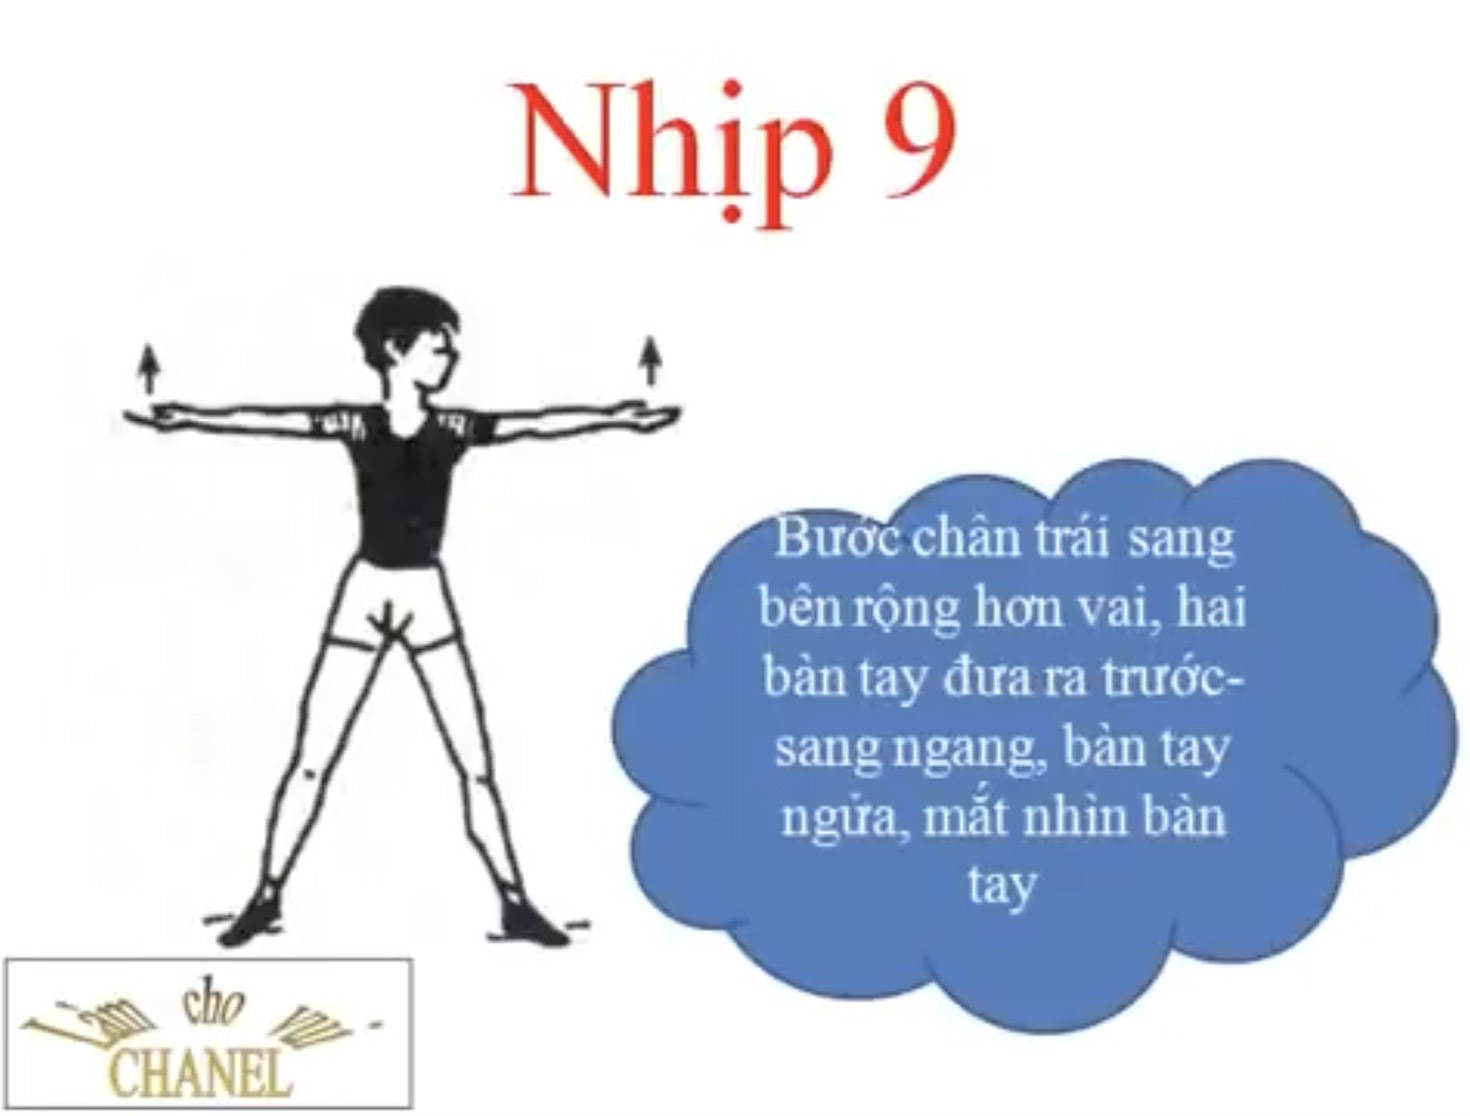 Nhịp 9
Bước chân trái sang
bên rộng hơn vai, hai
bàn tay đưa ra trước-
sang ngang, bàn tay
ngửa, mắt nhìn bàn
tay
Làm cho
CHANEL